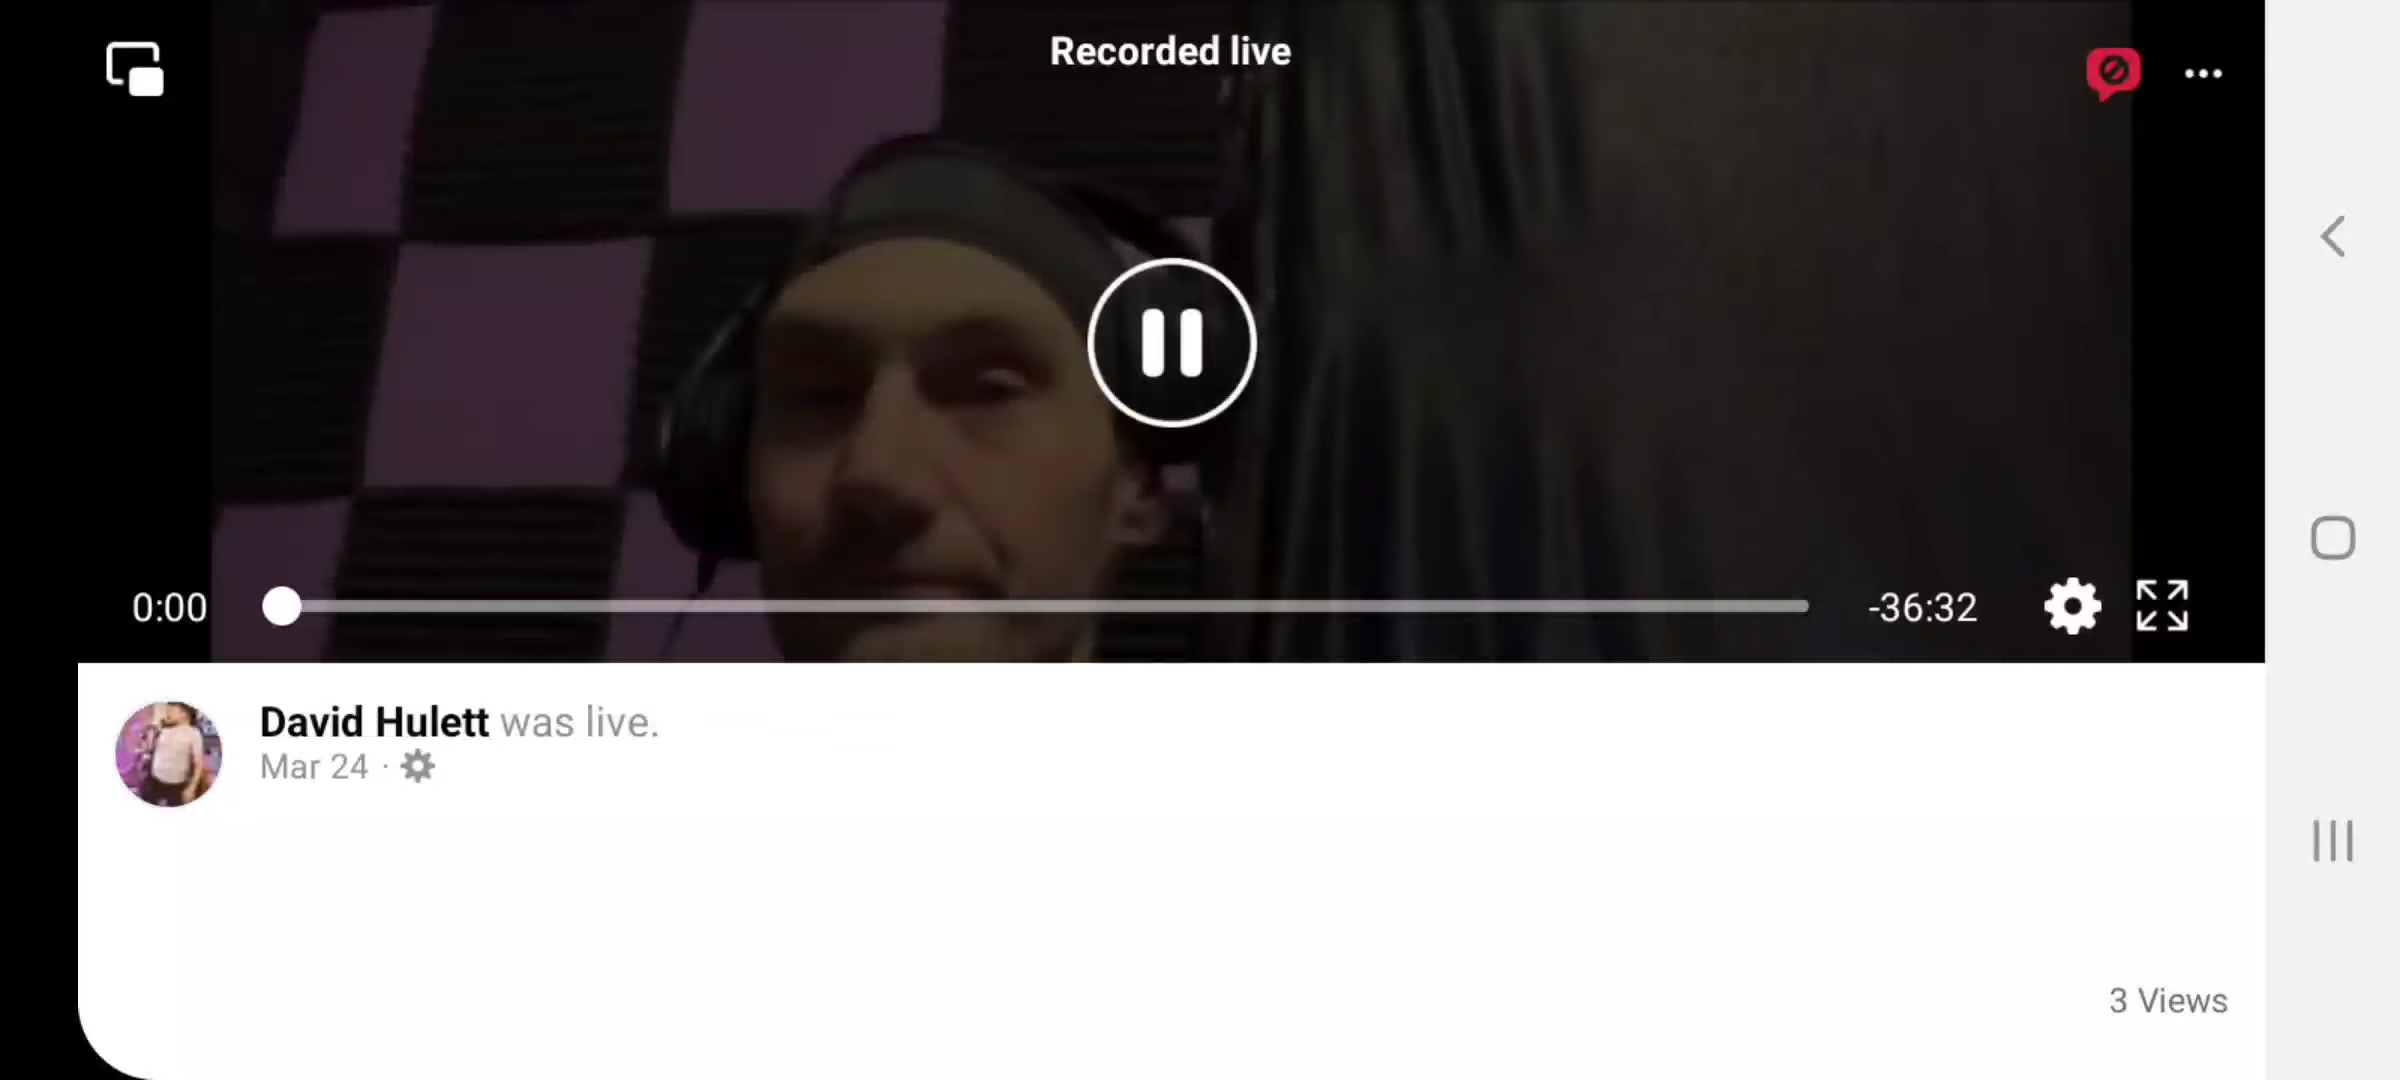 Recorded live
0:00
-36:32
David Hulett was live.
Mar 24 ·
3 Views